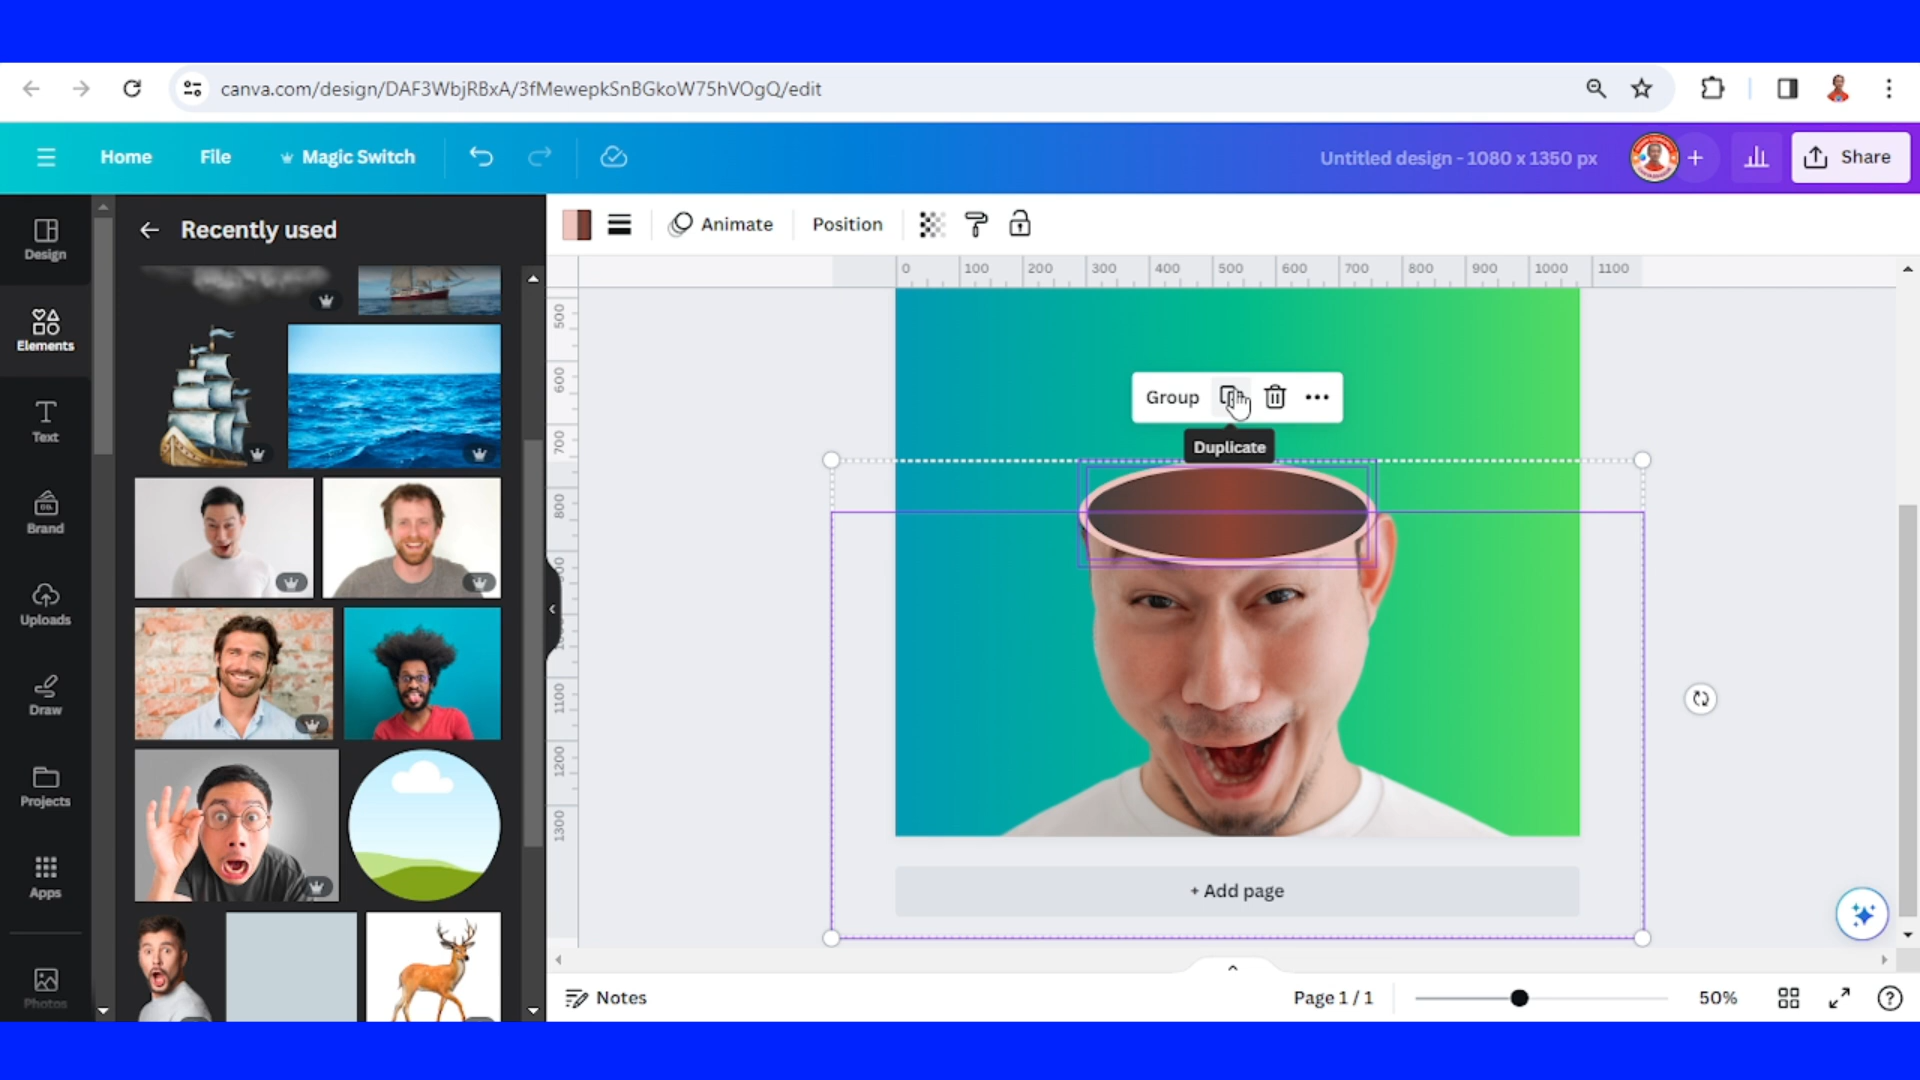 canva.com/design/DAF3WbjRBxA/3fMewepkSnBGkoW75hVOgQ/edit
Home File Magic Switch Untitled design - 1080 x 1350 px Share
Recently used
Design
Elements
Text
Brand
Uploads
Draw
Projects
Apps
Photos
Animate Position
0 100 200 300 400 500 600 700 800 900 1000 1100
500
600
700
800
1100
1200
1300
Group
Duplicate
+ Add page
Notes
Page 1 / 1
50%